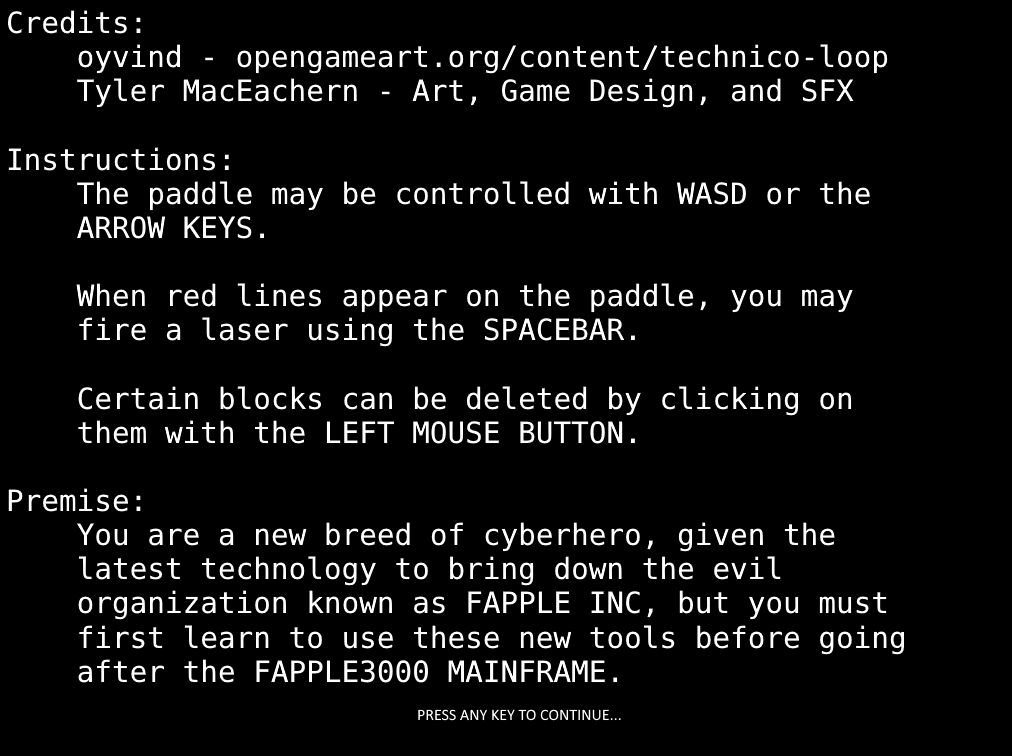 Credits:
oyvind - opengameart.org/content/technico-loop
Tyler MacEachern - Art, Game Design, and SFX
Instructions:
The paddle may be controlled with WASD or the
ARROW KEYS.
When red lines appear on the paddle, you may
fire a laser using the SPACEBAR.
Certain blocks can be deleted by clicking on
them with the LEFT MOUSE BUTTON.
Premise:
You are a new breed of cyberhero, given the
latest technology to bring down the evil
organization known as FAPPLE INC, but you must
first learn to use these new tools before going
after the FAPPLE3000 MAINFRAME.
PRESS ANY KEY TO CONTINUE...